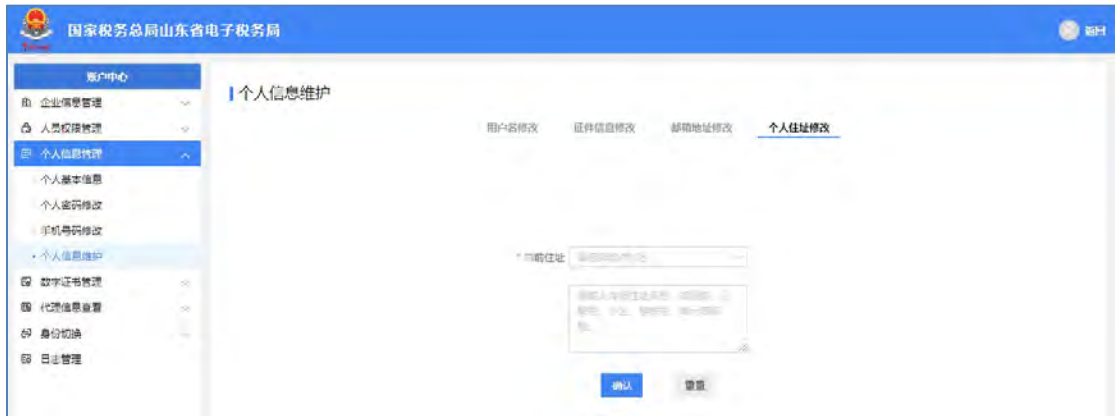 国家税务总局山东省电子税务局
返回
账户中心
企业信息管理
人员权限管理
个人信息管理
个人基本信息
个人密码修改
手机号码修改
个人信息维护
数字证书管理
代理信息查看
身份切换
日志管理
个人信息维护
用户名修改 证件信息修改 邮箱地址修改 个人住址修改
* 当前住址
确认 重置